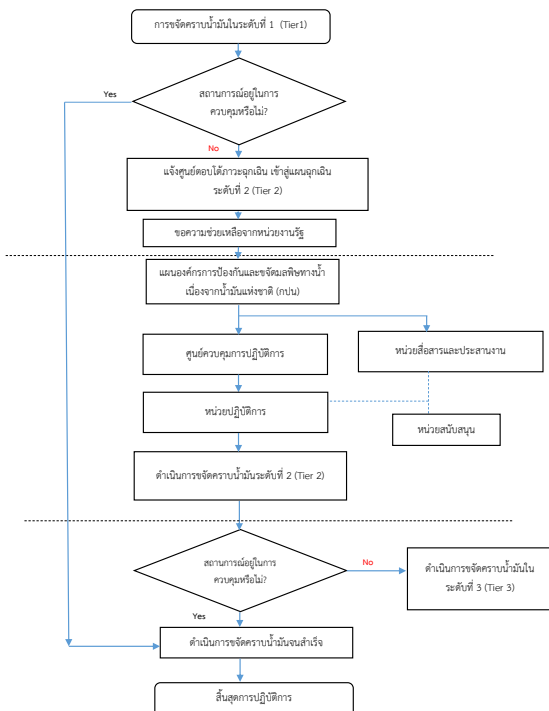 การขจัดคราบน้ำมันในระดับที่ 1 (Tier1)
สถานการณ์อยู่ในการ
ควบคุมหรือไม่?
Yes
No
แจ้งศูนย์ตอบโต้ภาวะฉุกเฉิน เข้าสู่แผนฉุกเฉิน
ระดับที่ 2 (Tier 2)
ขอความช่วยเหลือจากหน่วยงานรัฐ
แผนองค์กรการป้องกันและขจัดมลพิษทางน้ำ
เนื่องจากน้ำมันแห่งชาติ (กปน)
ศูนย์ควบคุมการปฏิบัติการ
หน่วยสื่อสารและประสานงาน
หน่วยปฏิบัติการ
หน่วยสนับสนุน
ดำเนินการขจัดคราบน้ำมันระดับที่ 2 (Tier 2)
สถานการณ์อยู่ในการ
ควบคุมหรือไม่?
No
ดำเนินการขจัดคราบน้ำมันใน
ระดับที่ 3 (Tier 3)
Yes
ดำเนินการขจัดคราบน้ำมันจนสำเร็จ
สิ้นสุดการปฏิบัติการ